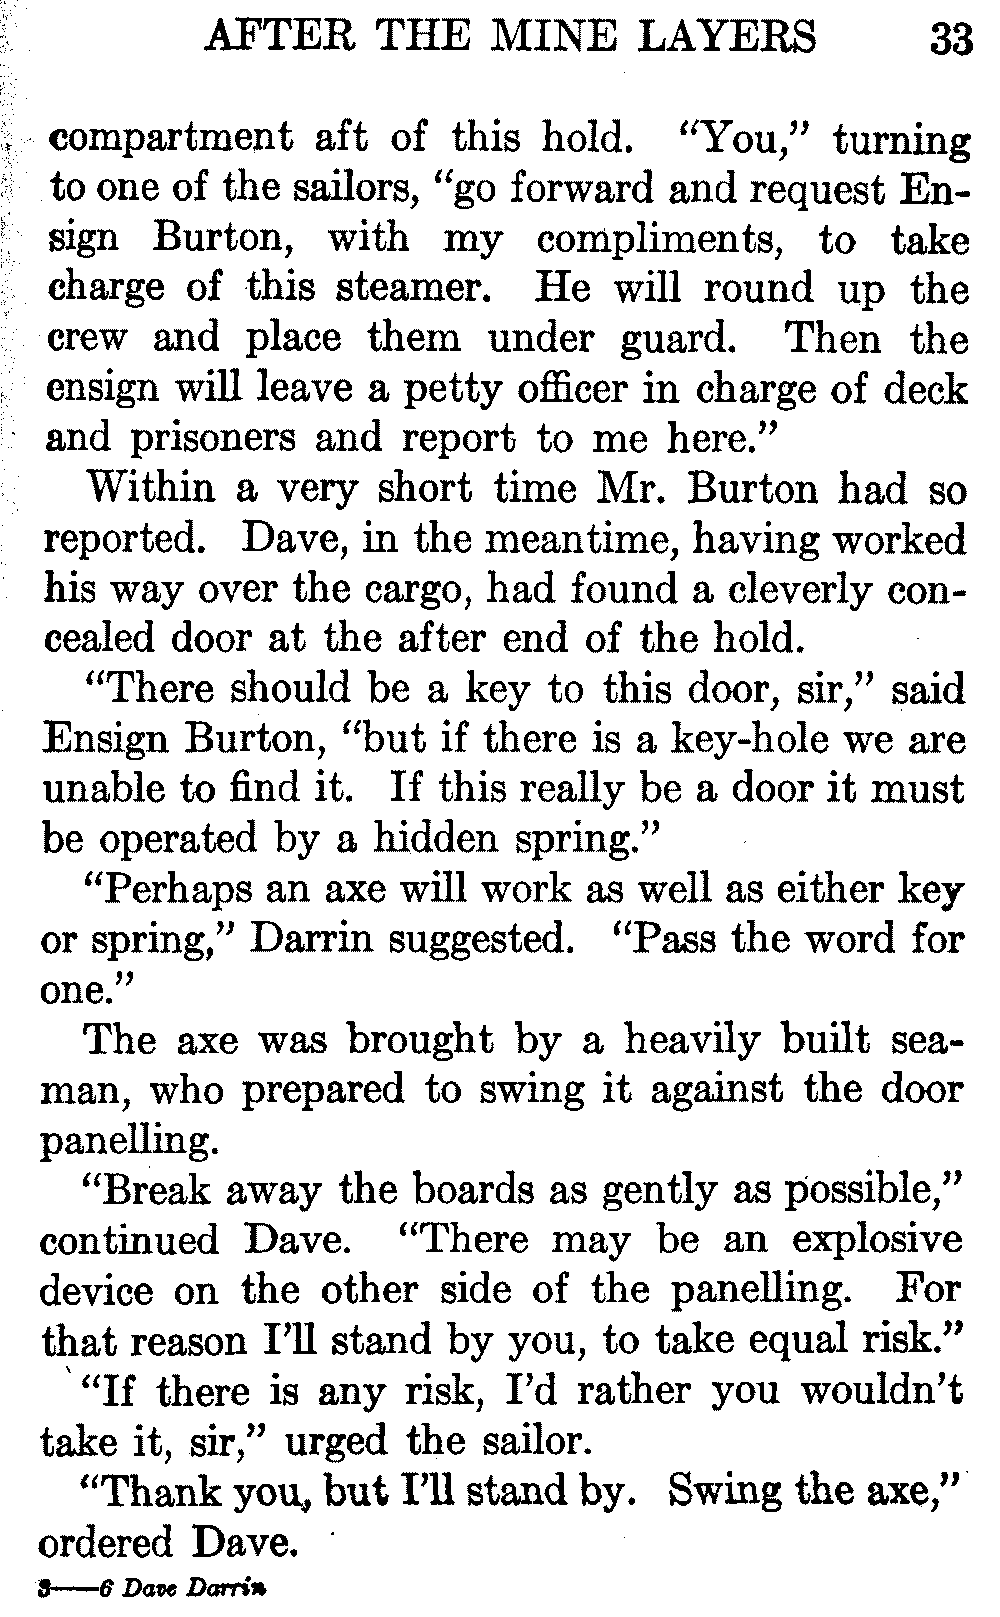 AFTER THE MINE LAYERS 33
compartment aft of this hold. “You,” turning
to one of the sailors, “go forward and request En-
sign Burton, with my compliments, to take
charge of this steamer. He will round up the
crew and place them under guard. Then the
ensign will leave a petty officer in charge of deck
and prisoners and report to me here.”
Within a very short time Mr. Burton had so
reported. Dave, in the meantime, having worked
his way over the cargo, had found a cleverly con-
cealed door at the after end of the hold.
“There should be a key to this door, sir,” said
Ensign Burton, “but if there is a key-hole we are
unable to find it. If this really be a door it must
be operated by a hidden spring.”
“Perhaps an axe will work as well as either key
or spring,” Darrin suggested. “Pass the word for
one.”
The axe was brought by a heavily built sea-
man, who prepared to swing it against the door
panelling.
“Break away the boards as gently as possible,”
continued Dave. “There may be an explosive
device on the other side of the panelling. For
that reason I’ll stand by you, to take equal risk.”
“If there is any risk, I’d rather you wouldn’t
take it, sir,” urged the sailor.
“Thank you, but I’ll stand by. Swing the axe,”
ordered Dave.
3——6 Dave Darrin